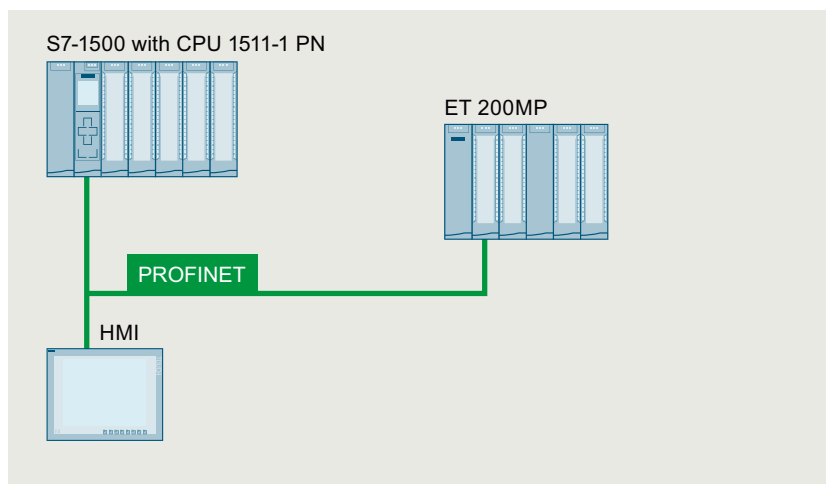 S7-1500 with CPU 1511-1 PN
ET 200MP
PROFINET
HMI